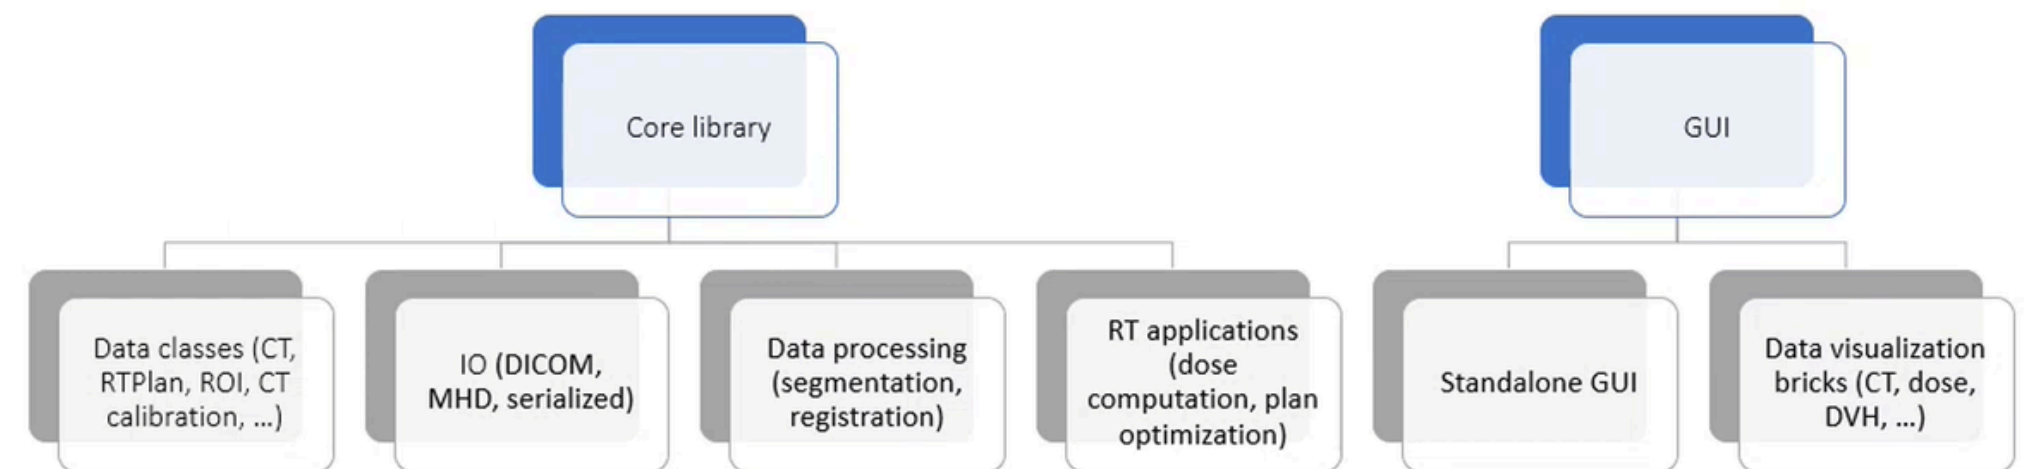 Core library
GUI
Data classes (CT,
RTPlan, ROI, CT
calibration, ...)
IO (DICOM,
MHD, serialized)
Data processing
(segmentation,
registration)
RT applications
(dose
computation, plan
optimization)
Standalone GUI
Data visualization
bricks (CT, dose,
DVH, ...)